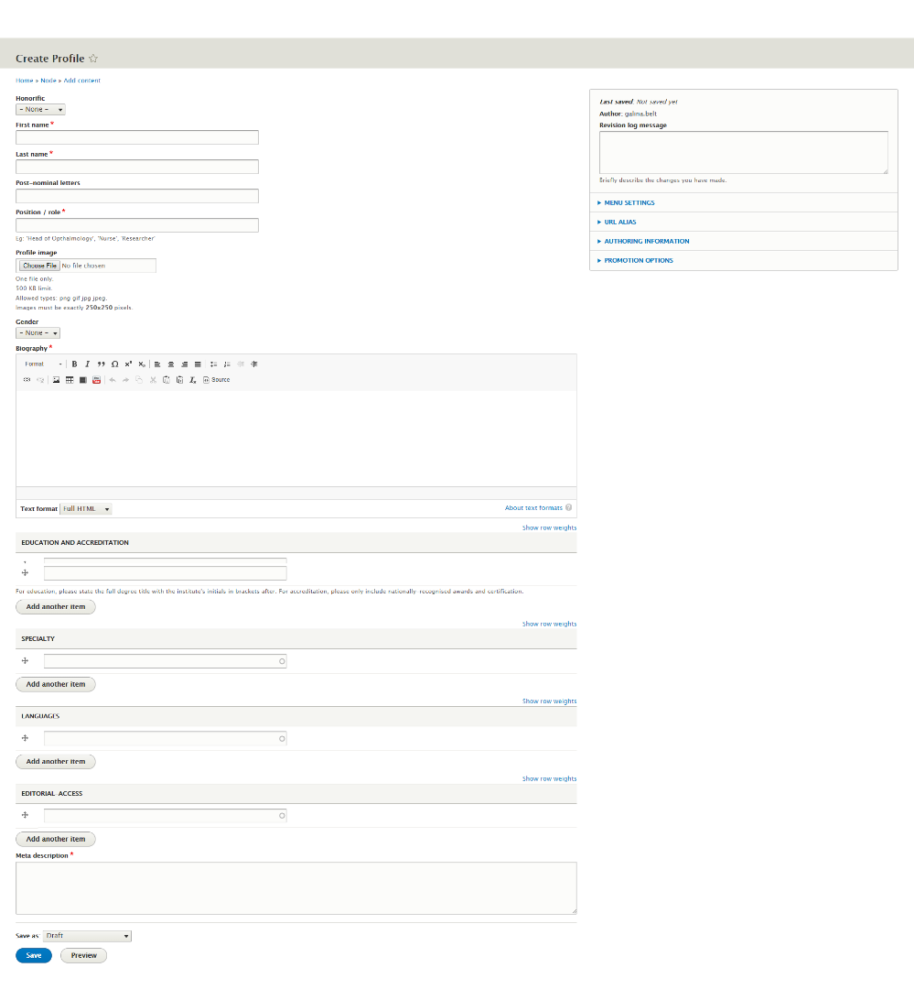 Create Profile
Home » Node » Add content
Honorific
- None -
First name *
Last name *
Post-nominal letters
Position / role *
Eg: 'Head of Opthalmology', 'Nurse', 'Researcher'
Profile image
Choose File No file chosen
One file only.
500 KB limit.
Allowed types: png gif jpg jpeg.
Images must be exactly 250x250 pixels.
Gender
- None -
Biography *
Format
Source
Text format Full HTML
About text formats ?
Show row weights
EDUCATION AND ACCREDITATION
For education, please state the full degree title with the institute's initials in brackets after. For accreditation, please only include nationally-recognised awards and certification.
Add another item
Show row weights
SPECIALTY
Add another item
Show row weights
LANGUAGES
Add another item
Show row weights
EDITORIAL ACCESS
Add another item
Meta description *
Save as: Draft
Save Preview
Last saved: Not saved yet
Author: galina.belt
Revision log message
Briefly describe the changes you have made.
MENU SETTINGS
URL ALIAS
AUTHORING INFORMATION
PROMOTION OPTIONS